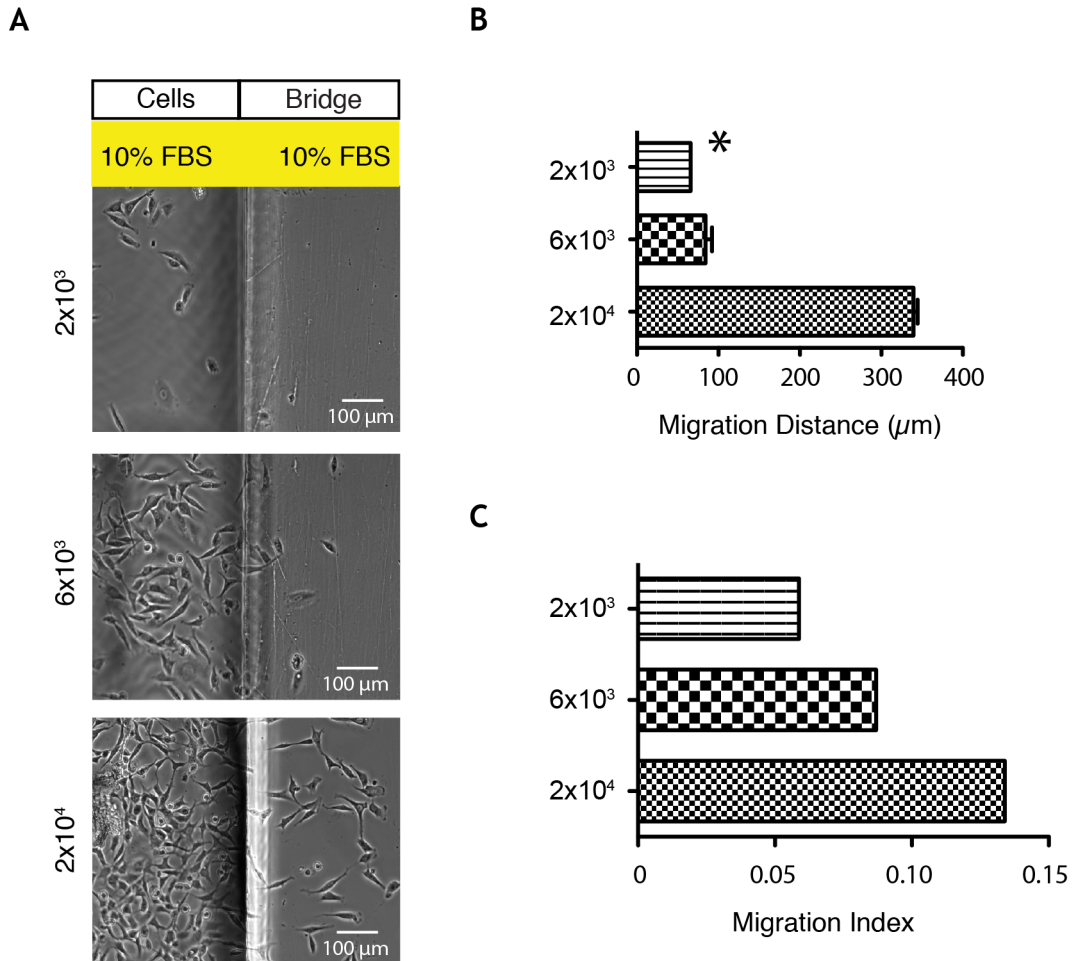 A
Cells Bridge
10% FBS 10% FBS
2x10³
100 µm
6x10³
100 µm
2x10⁴
100 µm
B
2x10³ *
6x10³
2x10⁴
0 100 200 300 400
Migration Distance (µm)
C
2x10³
6x10³
2x10⁴
0 0.05 0.10 0.15
Migration Index